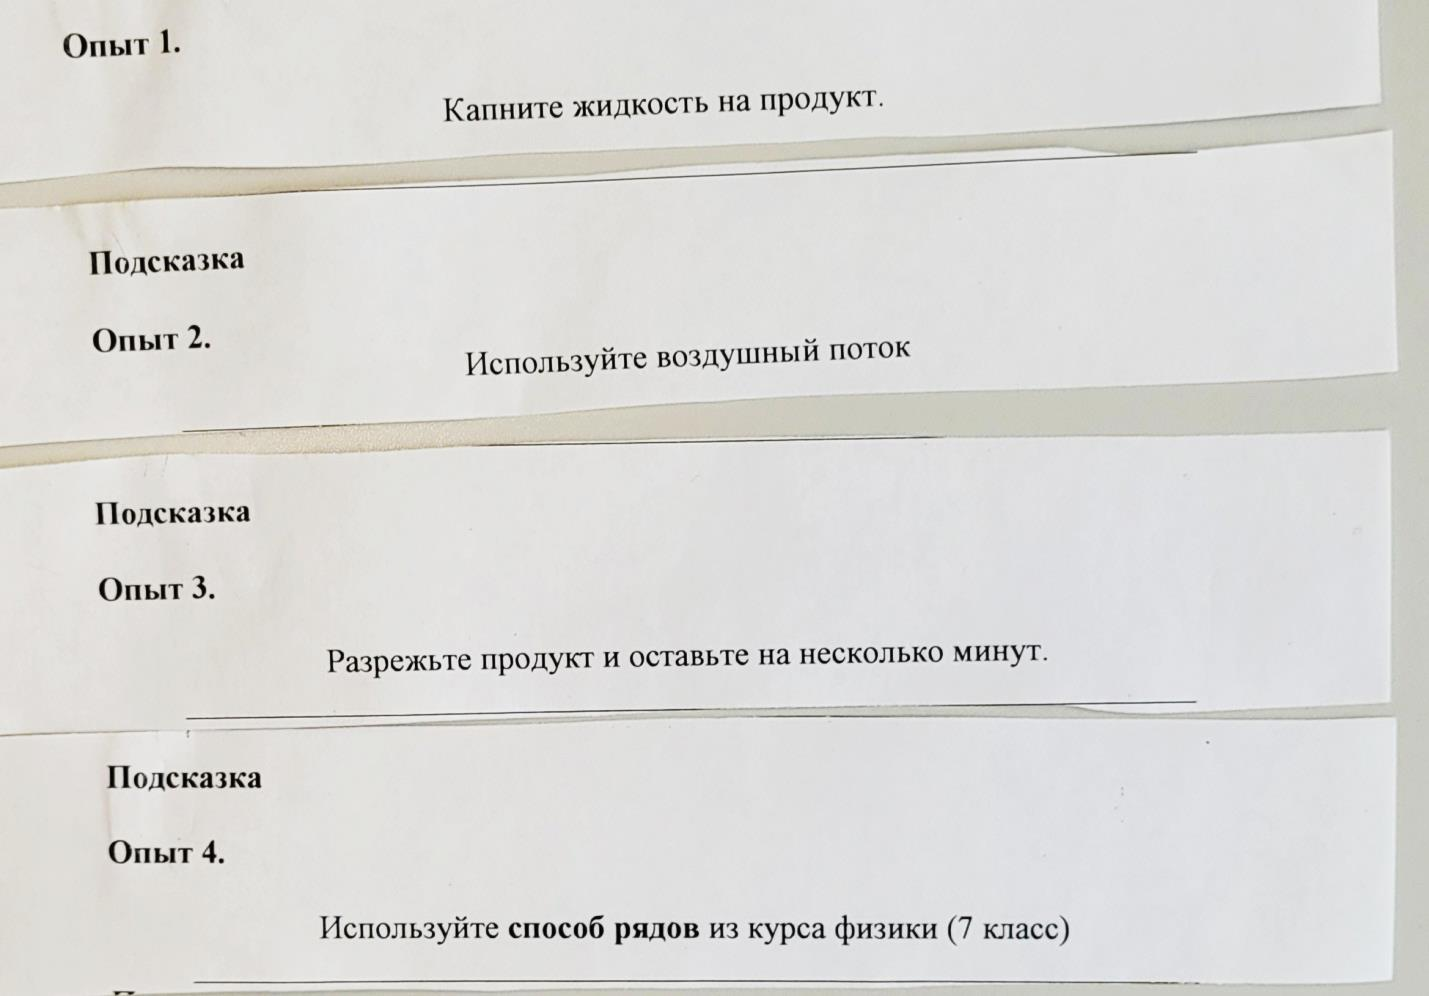 Опыт 1.
Капните жидкость на продукт.
Подсказка
Опыт 2.
Используйте воздушный поток
Подсказка
Опыт 3.
Разрежьте продукт и оставьте на несколько минут.
Подсказка
Опыт 4.
Используйте способ рядов из курса физики (7 класс)